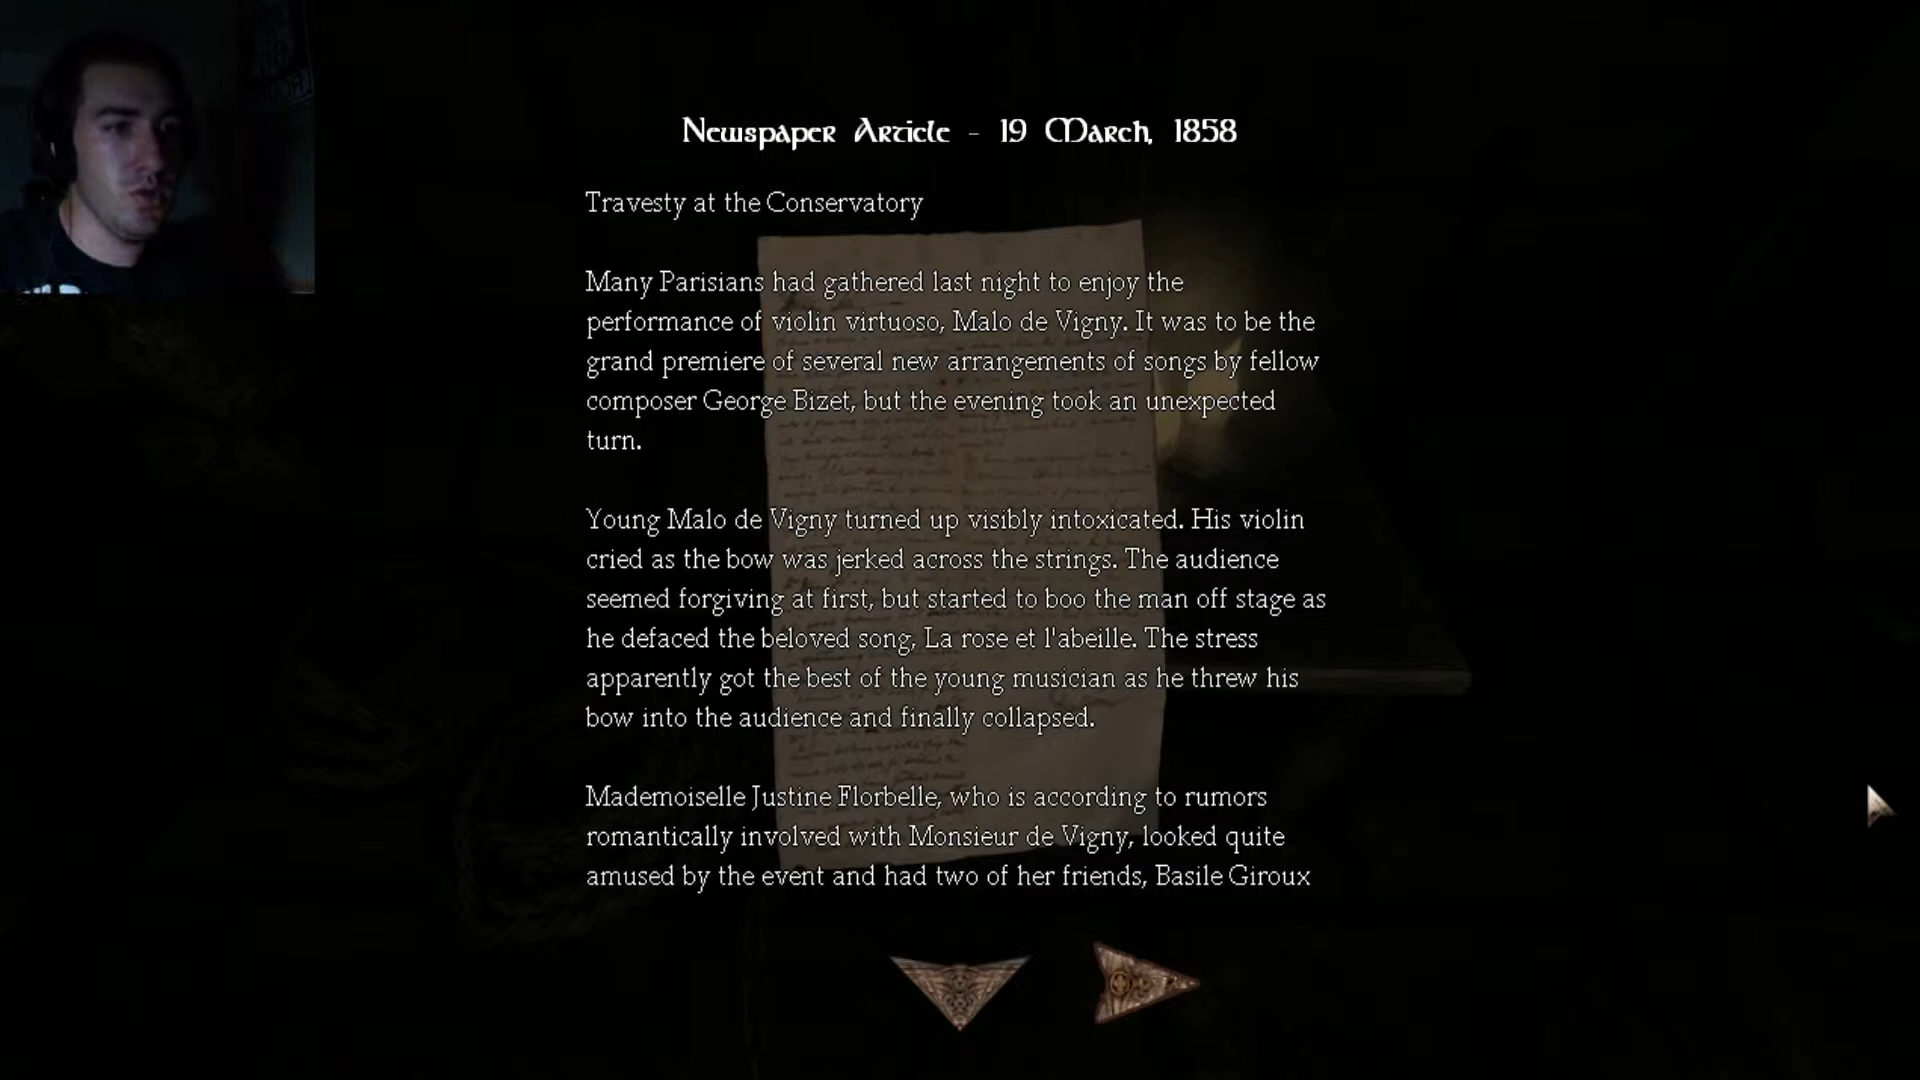 Newspaper Article - 19 March, 1858
Travesty at the Conservatory
Many Parisians had gathered last night to enjoy the
performance of violin virtuoso, Malo de Vigny. It was to be the
grand premiere of several new arrangements of songs by fellow
composer George Bizet, but the evening took an unexpected
turn.
Young Malo de Vigny turned up visibly intoxicated. His violin
cried as the bow was jerked across the strings. The audience
seemed forgiving at first, but started to boo the man off stage as
he defaced the beloved song, La rose et l'abeille. The stress
apparently got the best of the young musician as he threw his
bow into the audience and finally collapsed.
Mademoiselle Justine Florbelle, who is according to rumors
romantically involved with Monsieur de Vigny, looked quite
amused by the event and had two of her friends, Basile Giroux